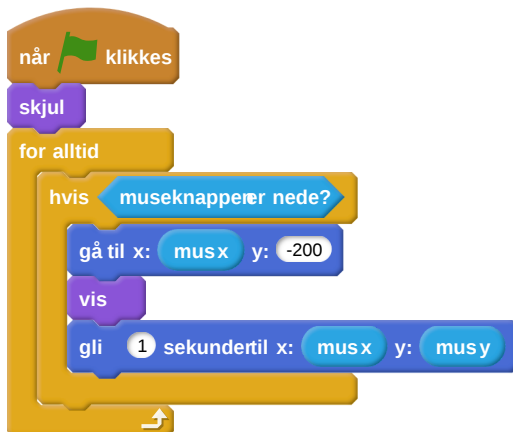 når klikkes
skjul
for alltid
hvis museknappen er nede?
gå til x: mus x y: -200
vis
gli 1 sekunder til x: mus x y: mus y